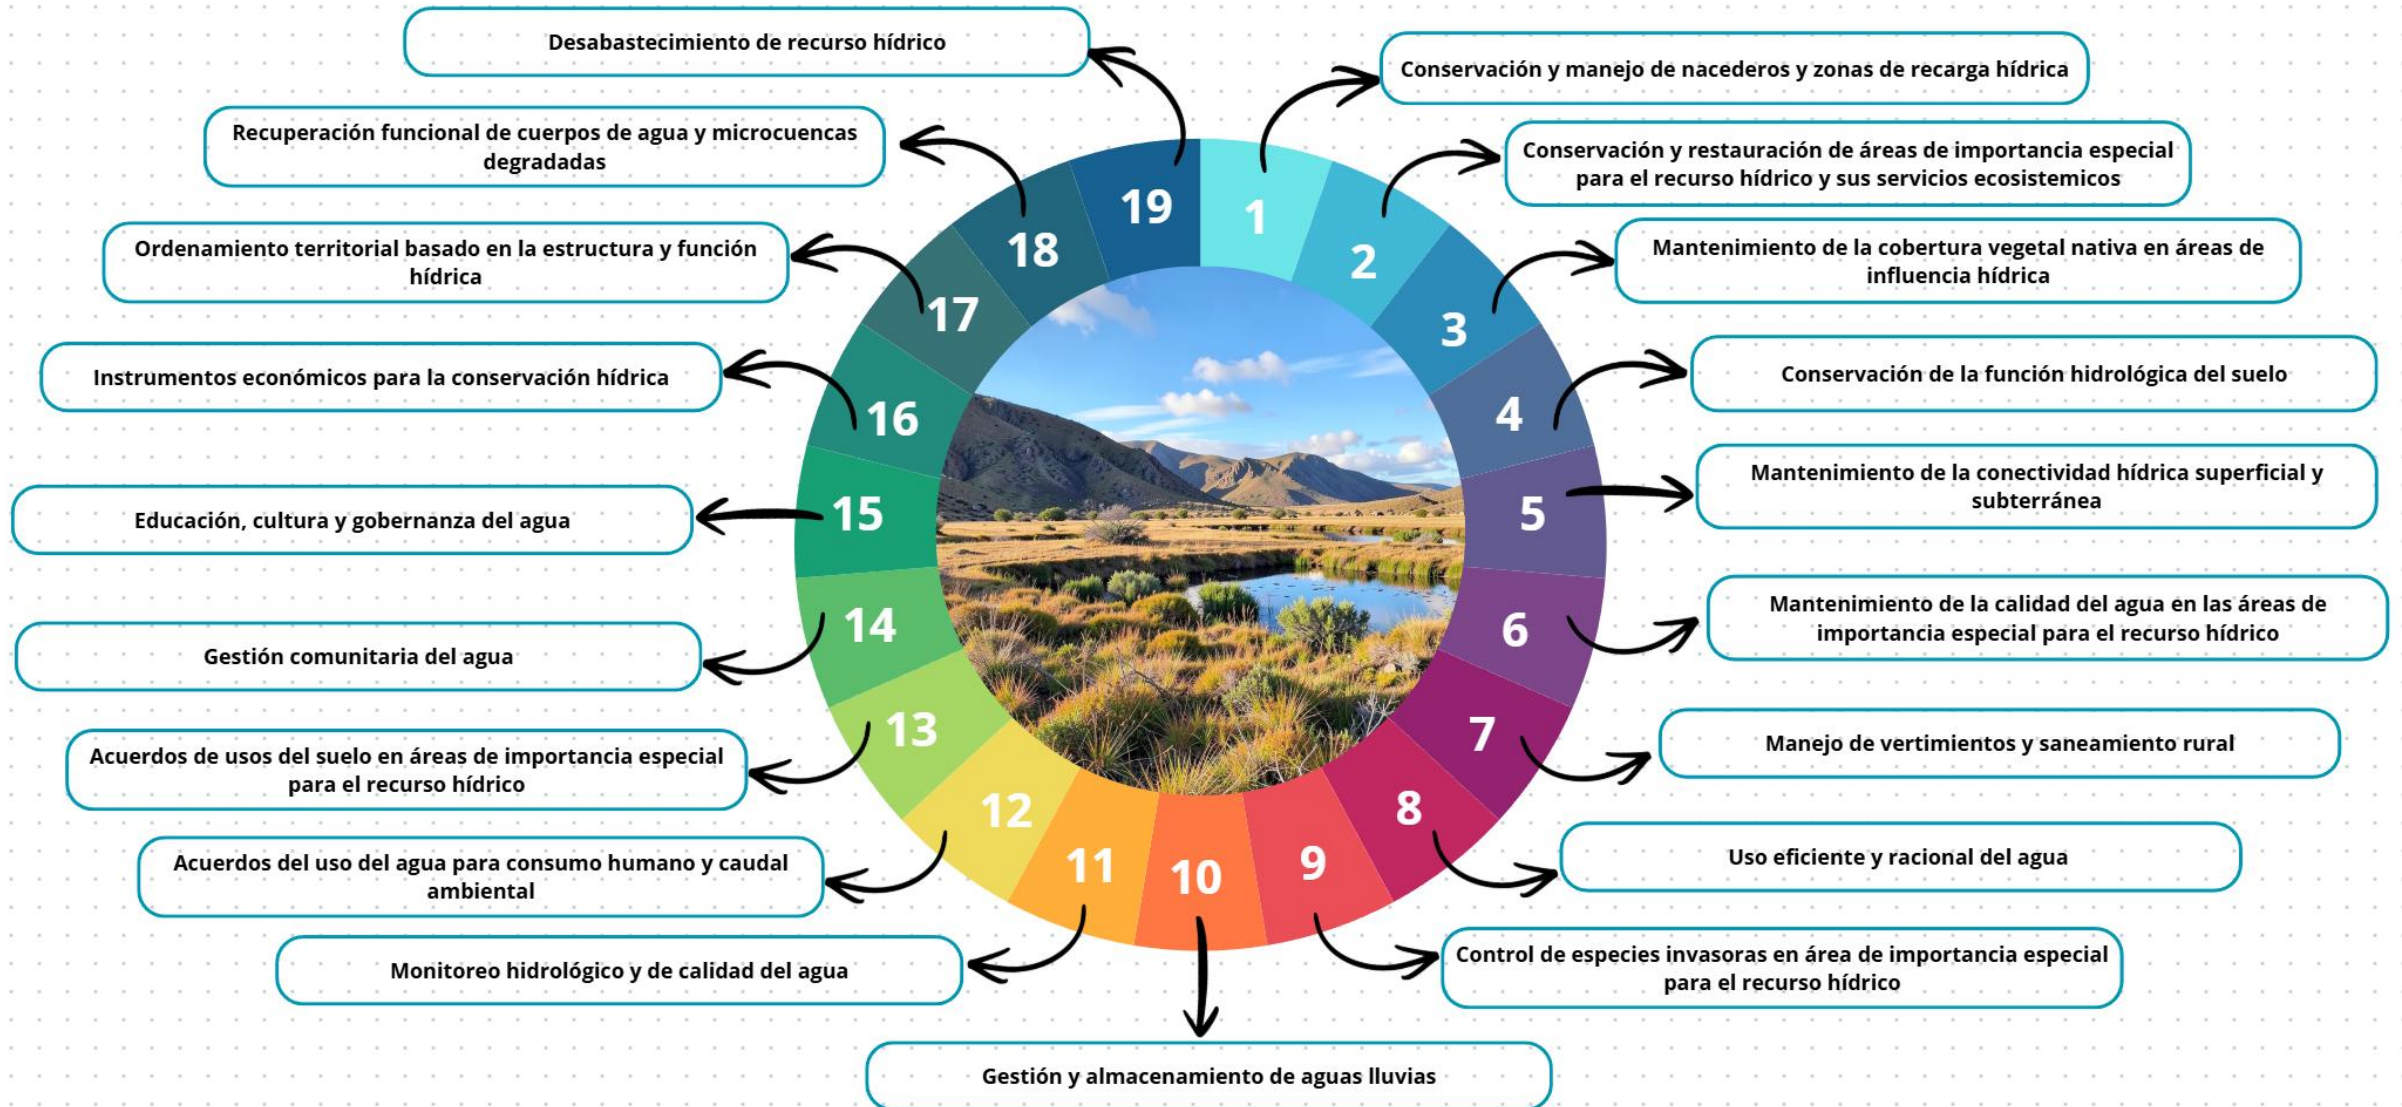 Desabastecimiento de recurso hídrico
Conservación y manejo de nacederos y zonas de recarga hídrica
Recuperación funcional de cuerpos de agua y microcuencas
degradadas
Conservación y restauración de áreas de importancia especial
para el recurso hídrico y sus servicios ecosistemicos
Ordenamiento territorial basado en la estructura y función
hídrica
Mantenimiento de la cobertura vegetal nativa en áreas de
influencia hídrica
Instrumentos económicos para la conservación hídrica
Conservación de la función hidrológica del suelo
Educación, cultura y gobernanza del agua
Mantenimiento de la conectividad hídrica superficial y
subterránea
Gestión comunitaria del agua
Mantenimiento de la calidad del agua en las áreas de
importancia especial para el recurso hídrico
Acuerdos de usos del suelo en áreas de importancia especial
para el recurso hídrico
Manejo de vertimientos y saneamiento rural
Acuerdos del uso del agua para consumo humano y caudal
ambiental
Uso eficiente y racional del agua
Monitoreo hidrológico y de calidad del agua
Control de especies invasoras en área de importancia especial
para el recurso hídrico
Gestión y almacenamiento de aguas lluvias
1
2
3
4
5
6
7
8
9
10
11
12
13
14
15
16
17
18
19